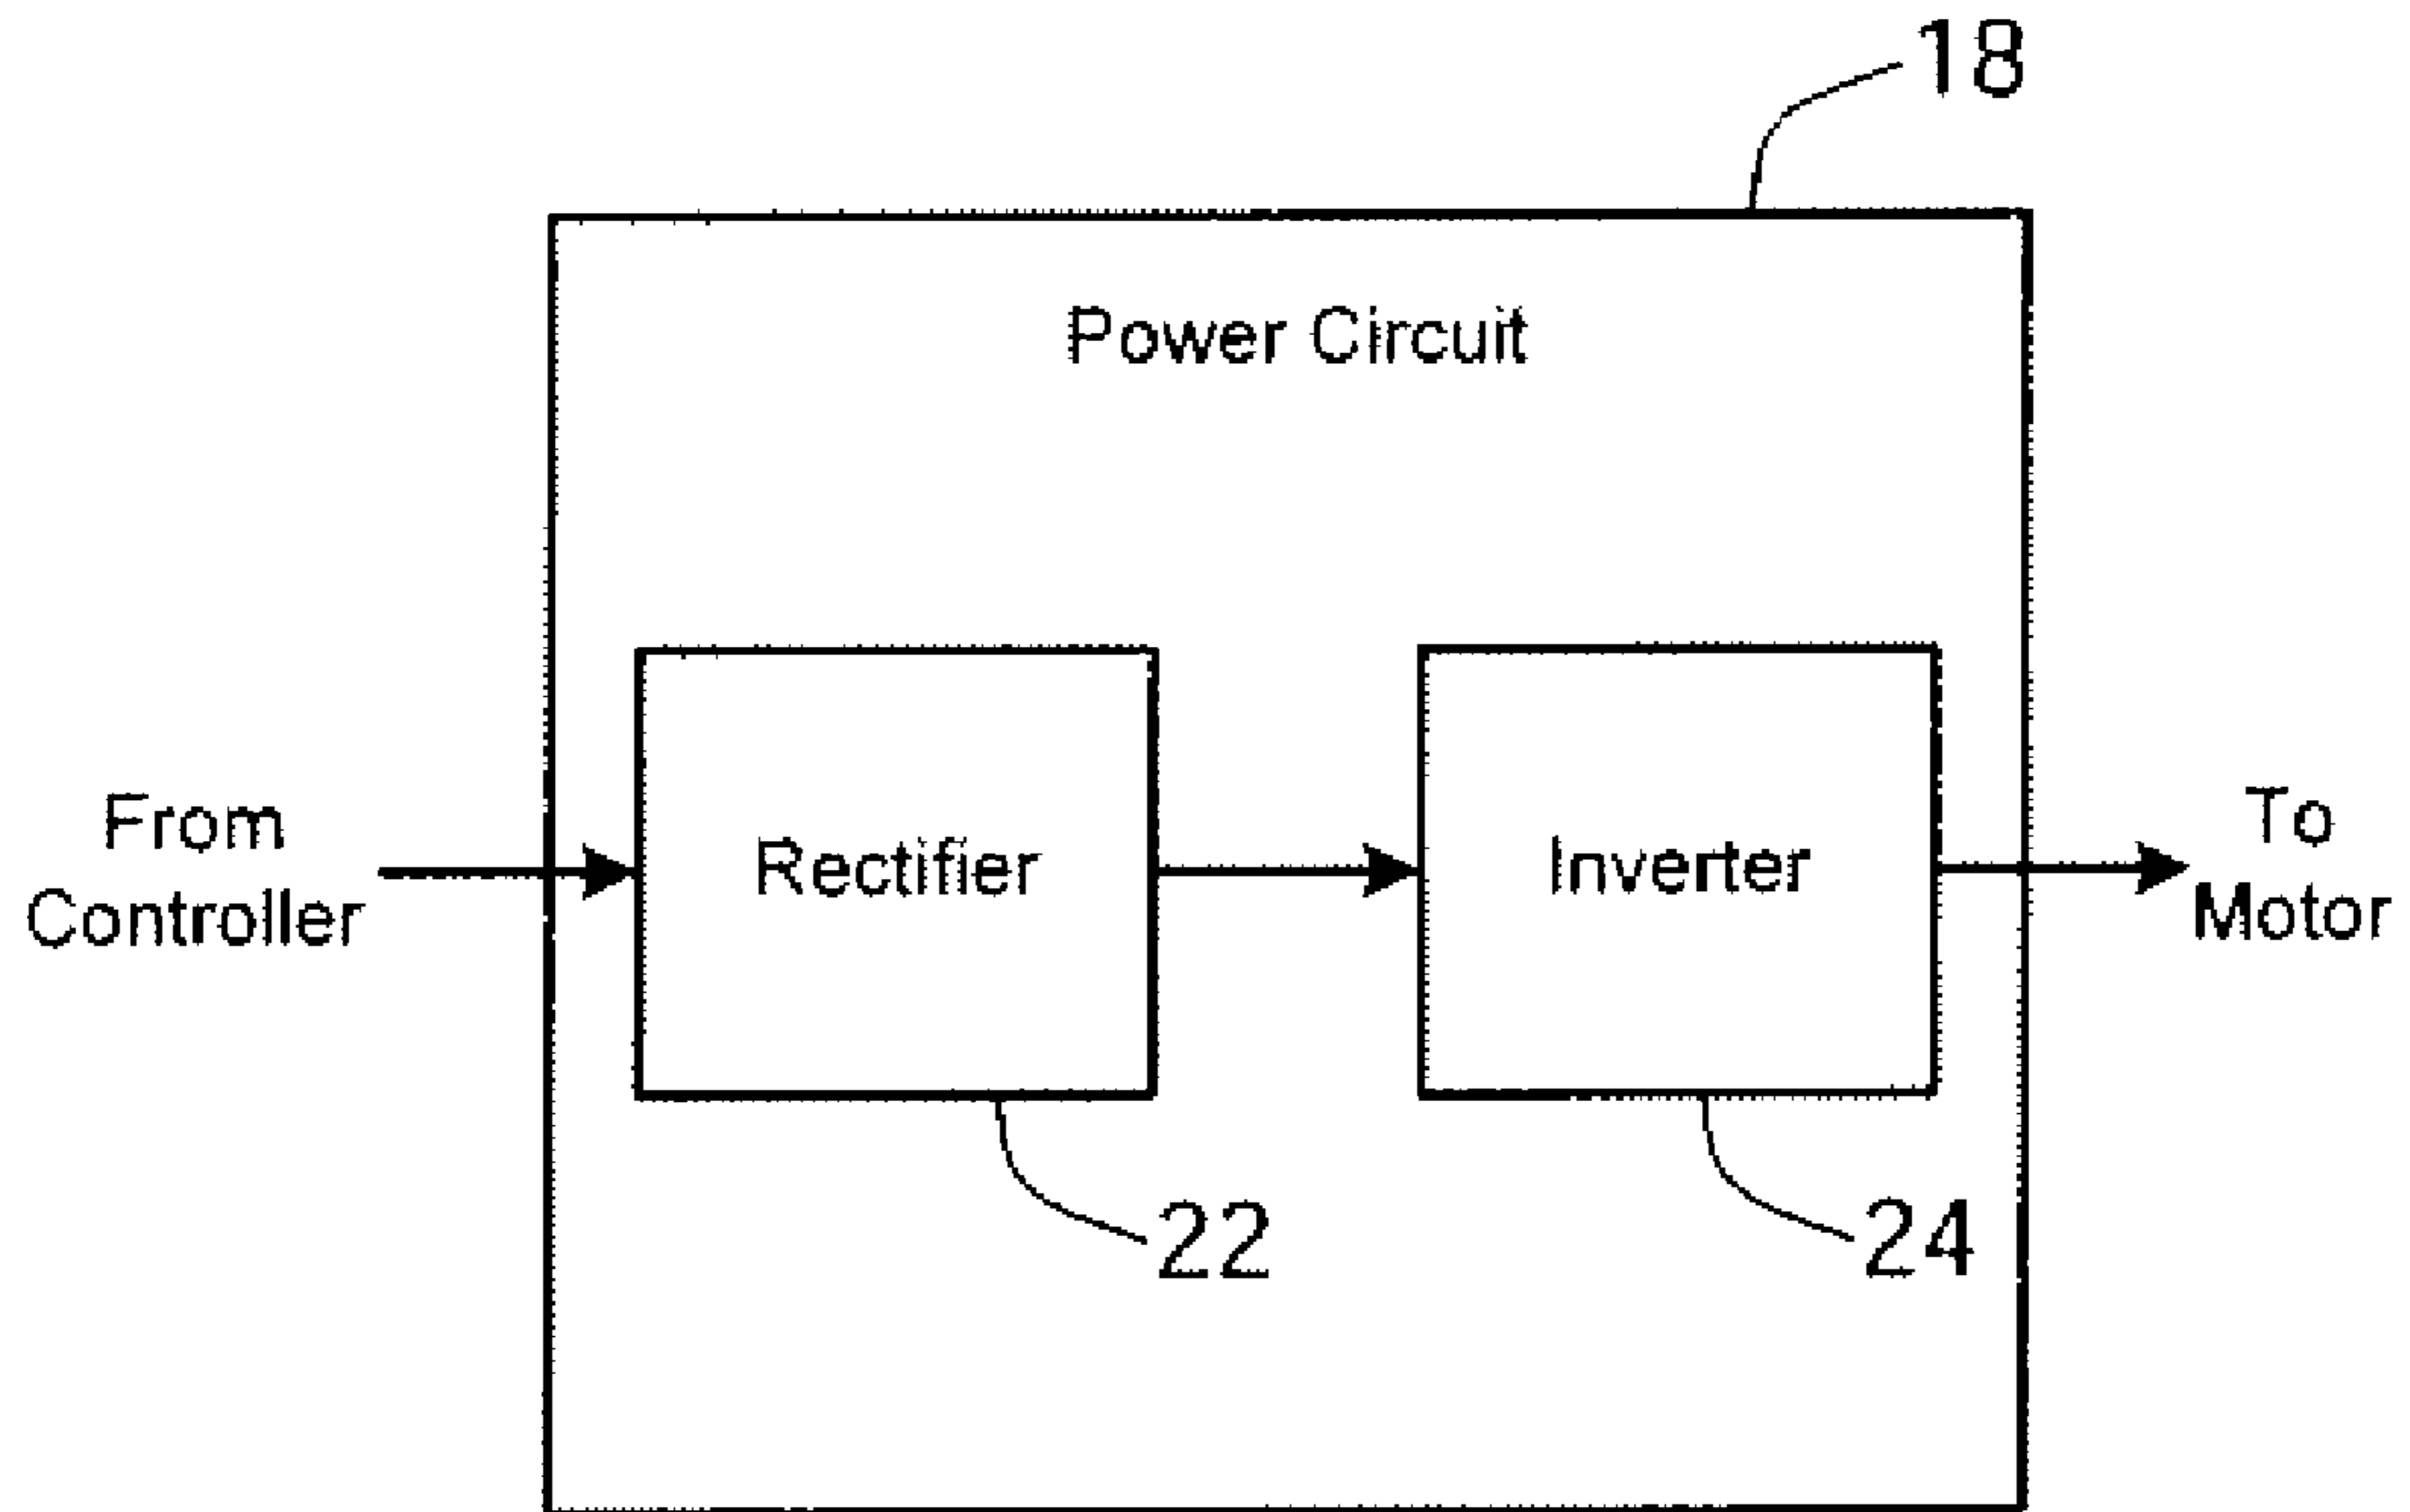 18
Power Circuit
From
Controller
Rectifier
Inverter
To
Motor
22
24